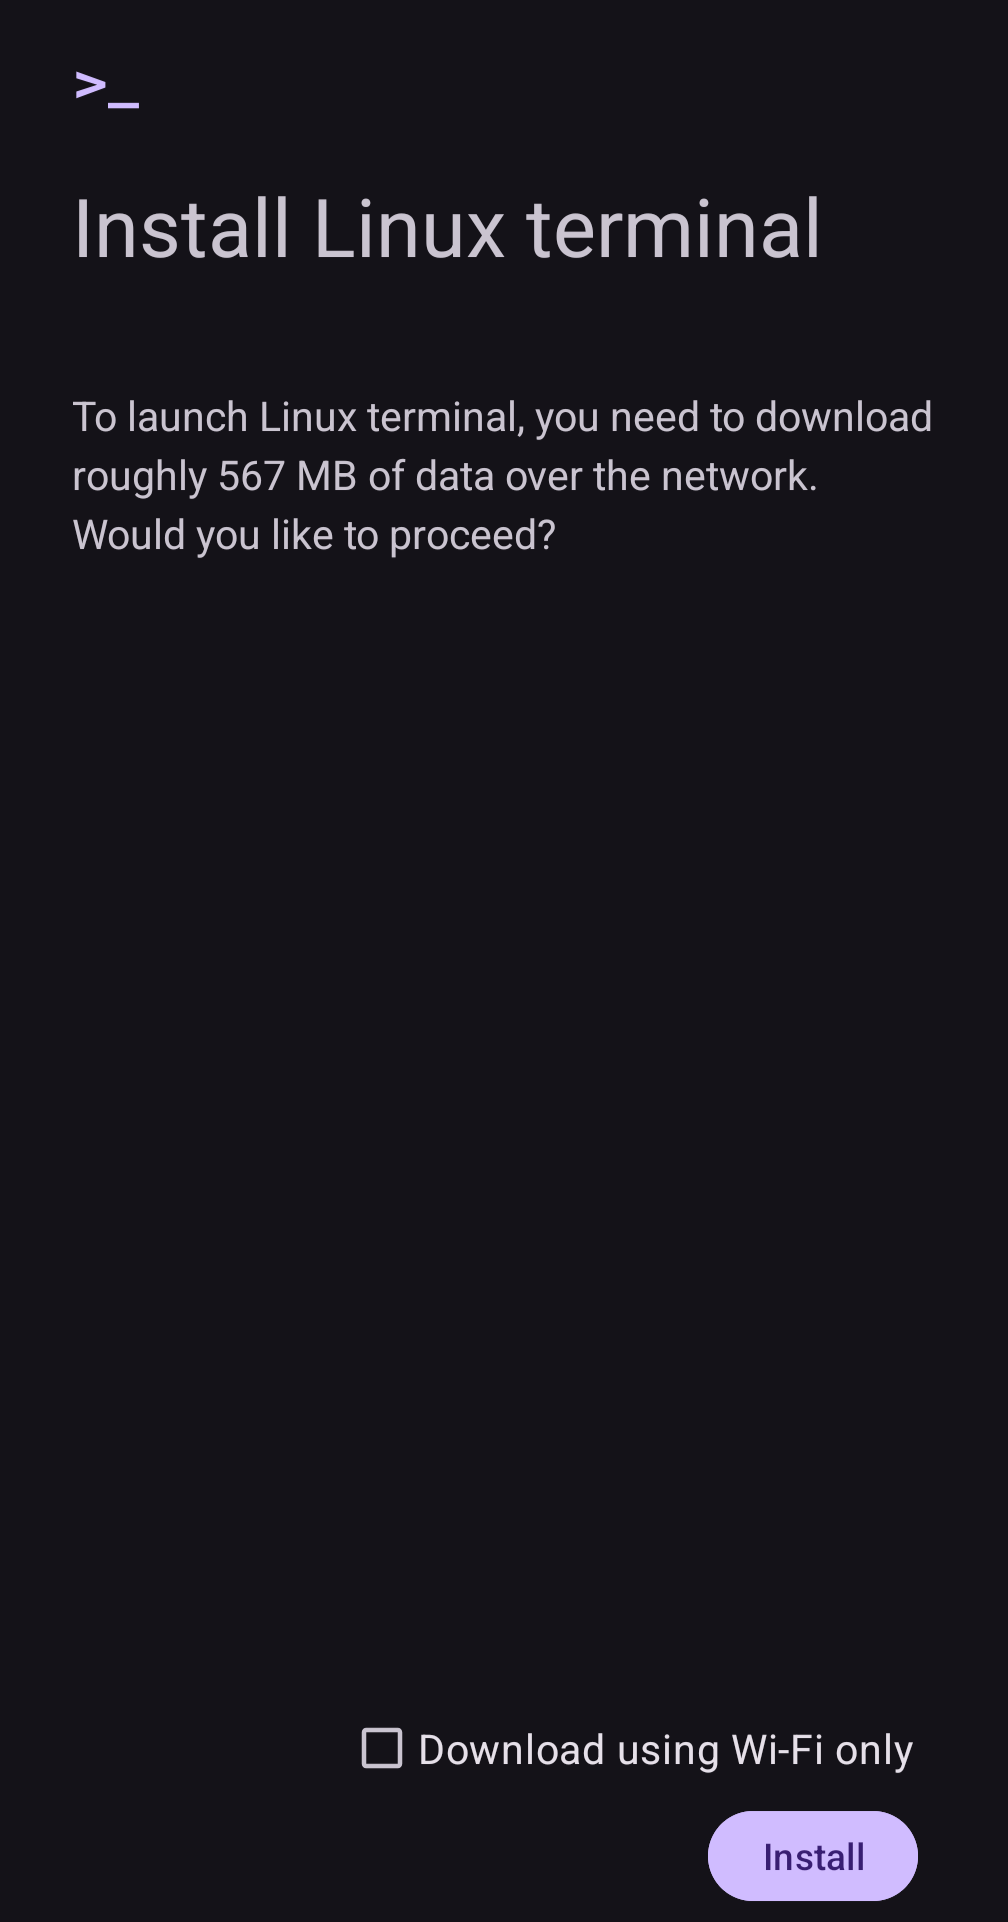 >_
Install Linux terminal
To launch Linux terminal, you need to download
roughly 567 MB of data over the network.
Would you like to proceed?
Download using Wi-Fi only
Install